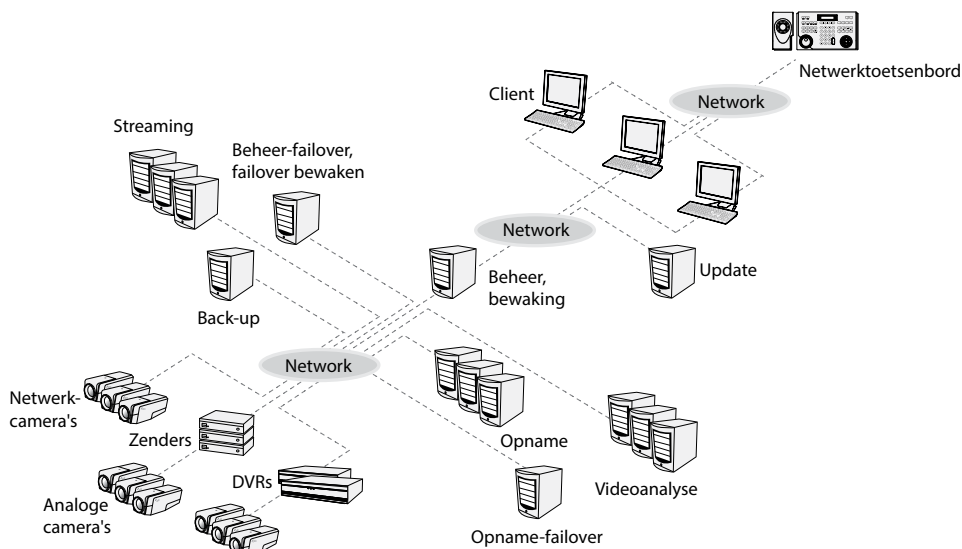 Netwerktoetsenbord
Client
Network
Streaming
Beheer-failover,
failover bewaken
Network
Update
Beheer,
bewaking
Back-up
Network
Netwerk-
camera's
Zenders
Opname
DVRs
Videoanalyse
Analoge
camera's
Opname-failover